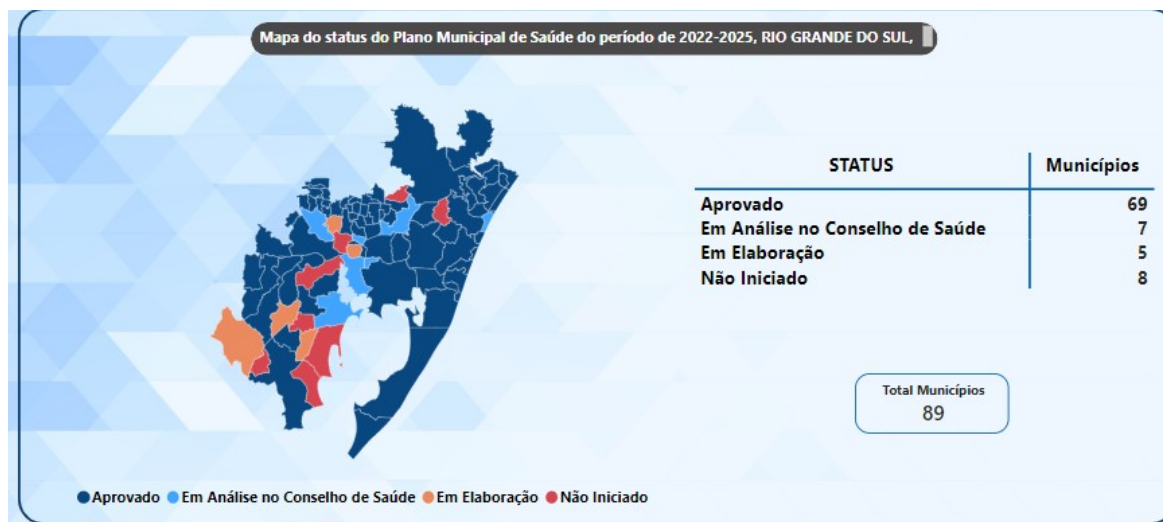 Mapa do status do Plano Municipal de Saúde do período de 2022-2025, RIO GRANDE DO SUL,
STATUS Municípios
Aprovado 69
Em Análise no Conselho de Saúde 7
Em Elaboração 5
Não Iniciado 8
Total Municípios
89
Aprovado Em Análise no Conselho de Saúde Em Elaboração Não Iniciado